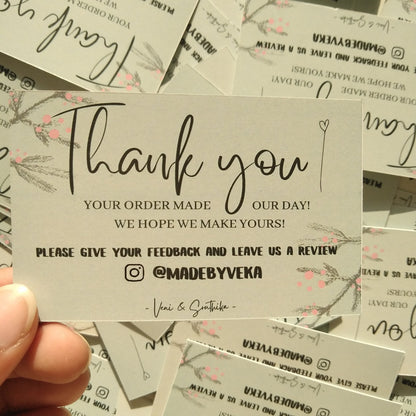 Thank you
YOUR ORDER MADE OUR DAY!
WE HOPE WE MAKE YOURS!
PLEASE GIVE YOUR FEEDBACK AND LEAVE US A REVIEW
@MADEBYVEKA
- Veni & Sruthika -